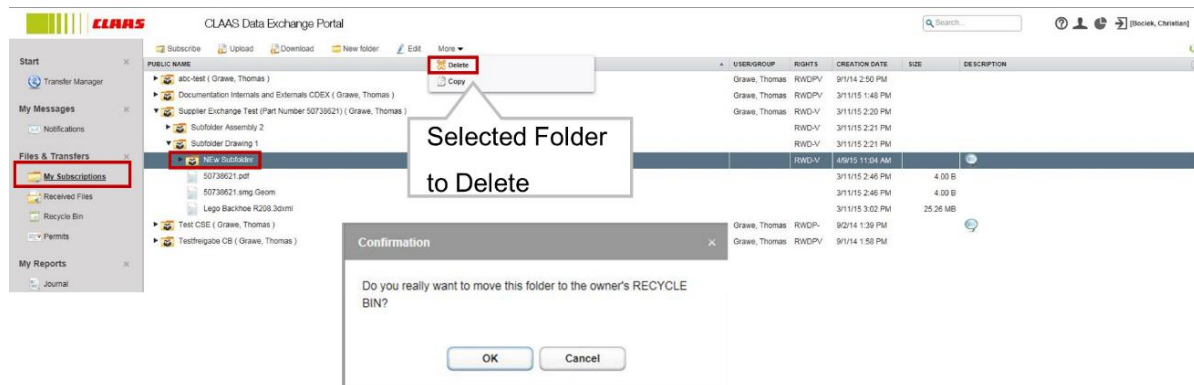 CLAAS CLAAS Data Exchange Portal Search... [Bociek, Christian]
Subscribe Upload Download New folder Edit More
Start
Transfer Manager
My Messages
Notifications
Files & Transfers
My Subscriptions
Received Files
Recycle Bin
Permits
My Reports
Journal
Delete
Copy
PUBLIC NAME USER/GROUP RIGHTS CREATION DATE SIZE DESCRIPTION
abc-test ( Grawe, Thomas ) Grawe, Thomas RWDPV 9/1/14 2:50 PM
Documentation Internals and Externals CDEX ( Grawe, Thomas ) Grawe, Thomas RWDPV 3/11/15 1:48 PM
Supplier Exchange Test (Part Number 50738621) ( Grawe, Thomas ) Grawe, Thomas RWD-V 3/11/15 2:20 PM
Subfolder Assembly 2 RWD-V 3/11/15 2:21 PM
Subfolder Drawing 1 RWD-V 3/11/15 2:21 PM
NEw Subfolder RWD-V 4/9/15 11:04 AM
50738621.pdf 3/11/15 2:46 PM 4.00 B
50738621.smg.Geom 3/11/15 2:46 PM 4.00 B
Lego Backhoe R208.3dxml 3/11/15 3:02 PM 25.26 MB
Test CSE ( Grawe, Thomas ) Grawe, Thomas RWDP- 9/2/14 1:39 PM
Testfreigabe CB ( Grawe, Thomas ) Grawe, Thomas RWDPV 9/1/14 1:58 PM
Selected Folder
to Delete
Confirmation
Do you really want to move this folder to the owner's RECYCLE
BIN?
OK Cancel